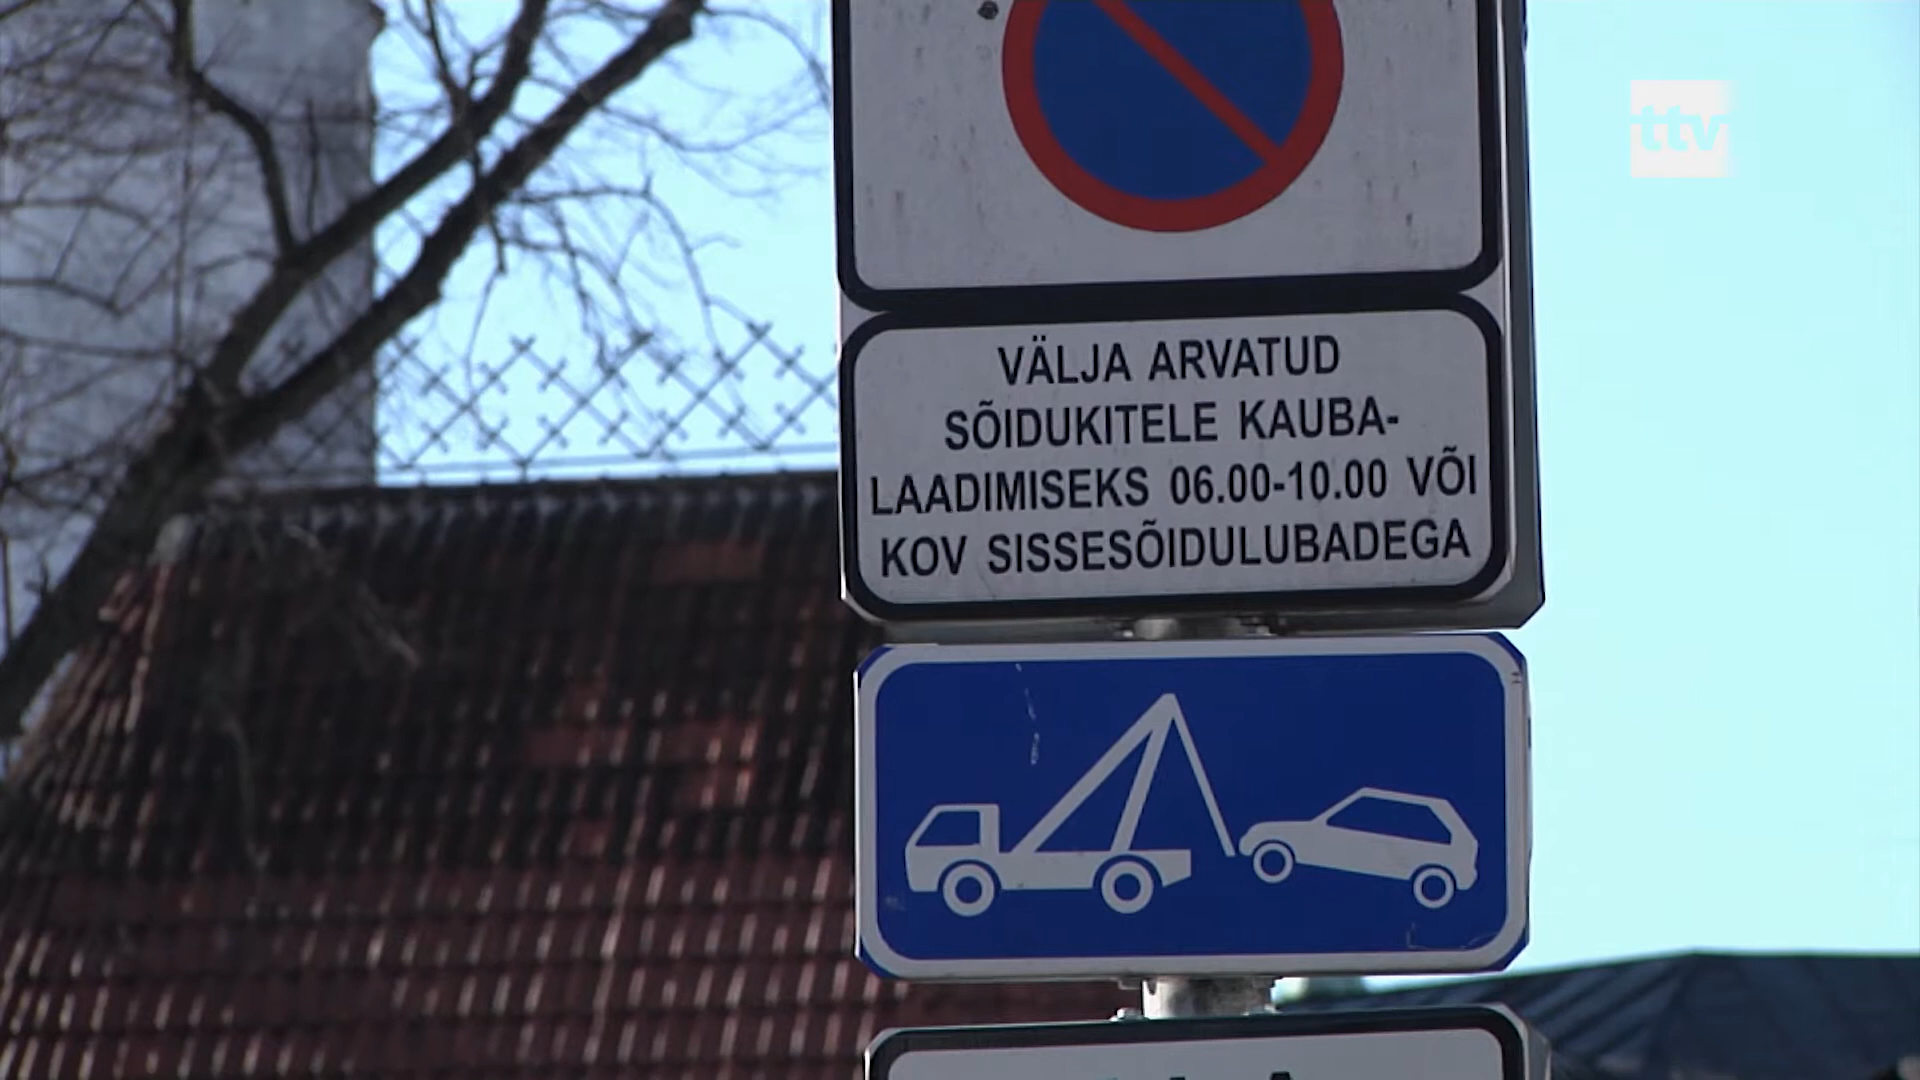 ttv
VÄLJA ARVATUD
SÕIDUKITELE KAUBA-
LAADIMISEKS 06.00-10.00 VÕI
KOV SISSESÕIDULUBADEGA